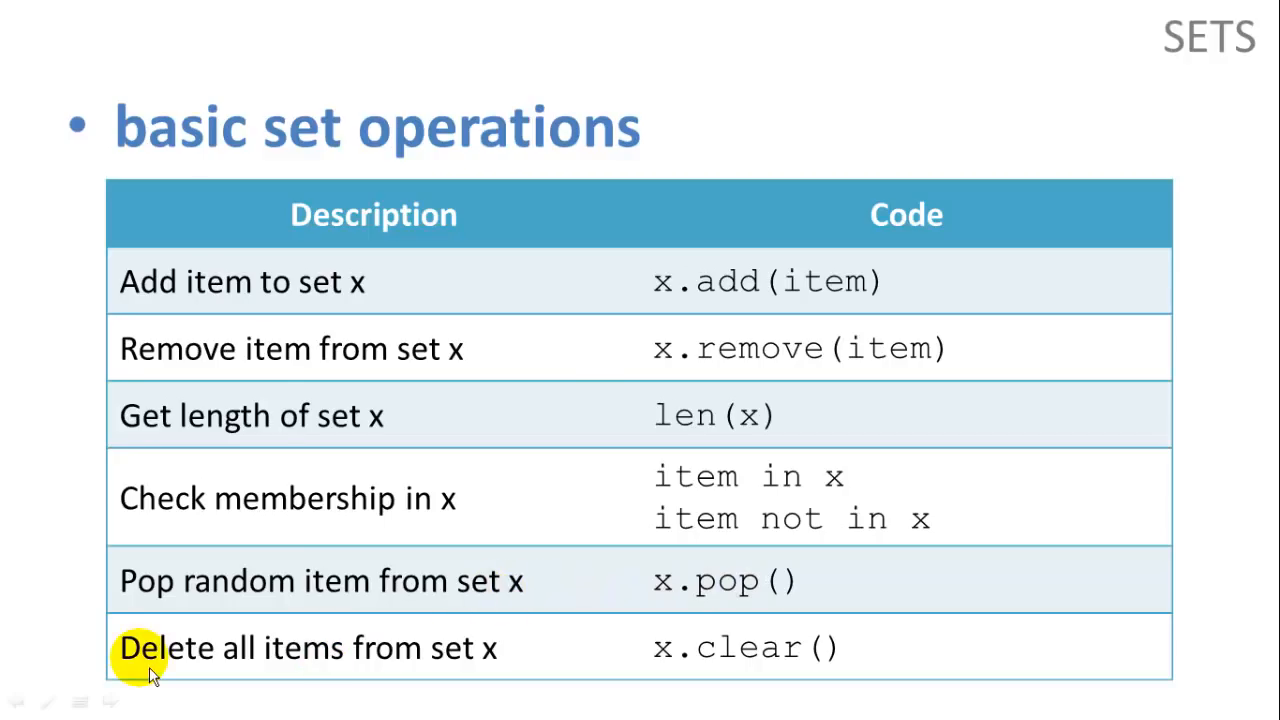 SETS
• basic set operations
Description Code
Add item to set x x.add(item)
Remove item from set x x.remove(item)
Get length of set x len(x)
Check membership in x item in x
item not in x
Pop random item from set x x.pop()
Delete all items from set x x.clear()